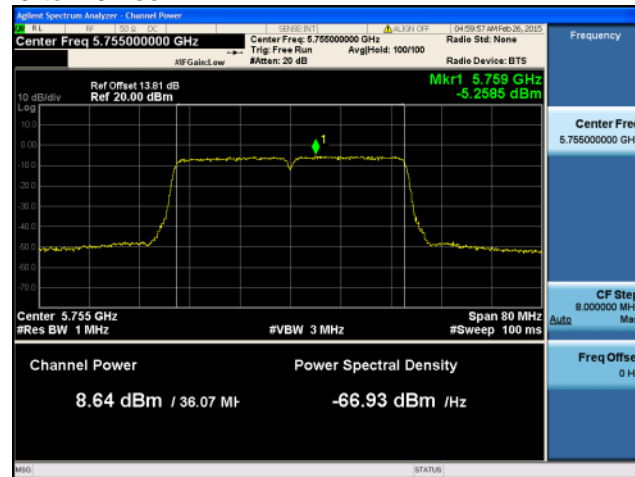 Agilent Spectrum Analyzer - Channel Power
RL RF 50 Ω DC SENSE:INT ALIGN OFF 04:59:57 AM Feb 26, 2015
Center Freq 5.755000000 GHz
Center Freq: 5.755000000 GHz
Radio Std: None
Trig: Free Run Avg|Hold: 100/100
#IFGain:Low #Atten: 20 dB Radio Device: BTS
Ref Offset 13.81 dB
10 dB/div Ref 20.00 dBm
Mkr1 5.759 GHz
-5.2585 dBm
Log
10.0
0.00
-10.0
-20.0
-30.0
-40.0
-50.0
-60.0
-70.0
1
Center 5.755 GHz Span 80 MHz
#Res BW 1 MHz #VBW 3 MHz #Sweep 100 ms
Channel Power Power Spectral Density
8.64 dBm / 36.07 MH -66.93 dBm /Hz
MSG STATUS
Frequency
Center Fre
5.755000000 GH
CF Step
8.000000 MH
Auto Ma
Freq Offse
0 H